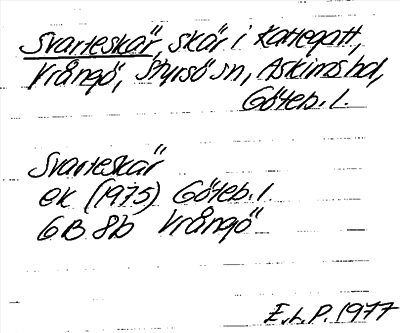 Svarteskär, skär i Kattegatt,
Vrångö, Styrsö sn, Askims hd,
Göteb. l.
Svarteskär
ek (1975) Göteb. l.
6B 8b Vrångö
E.L.P. 1977